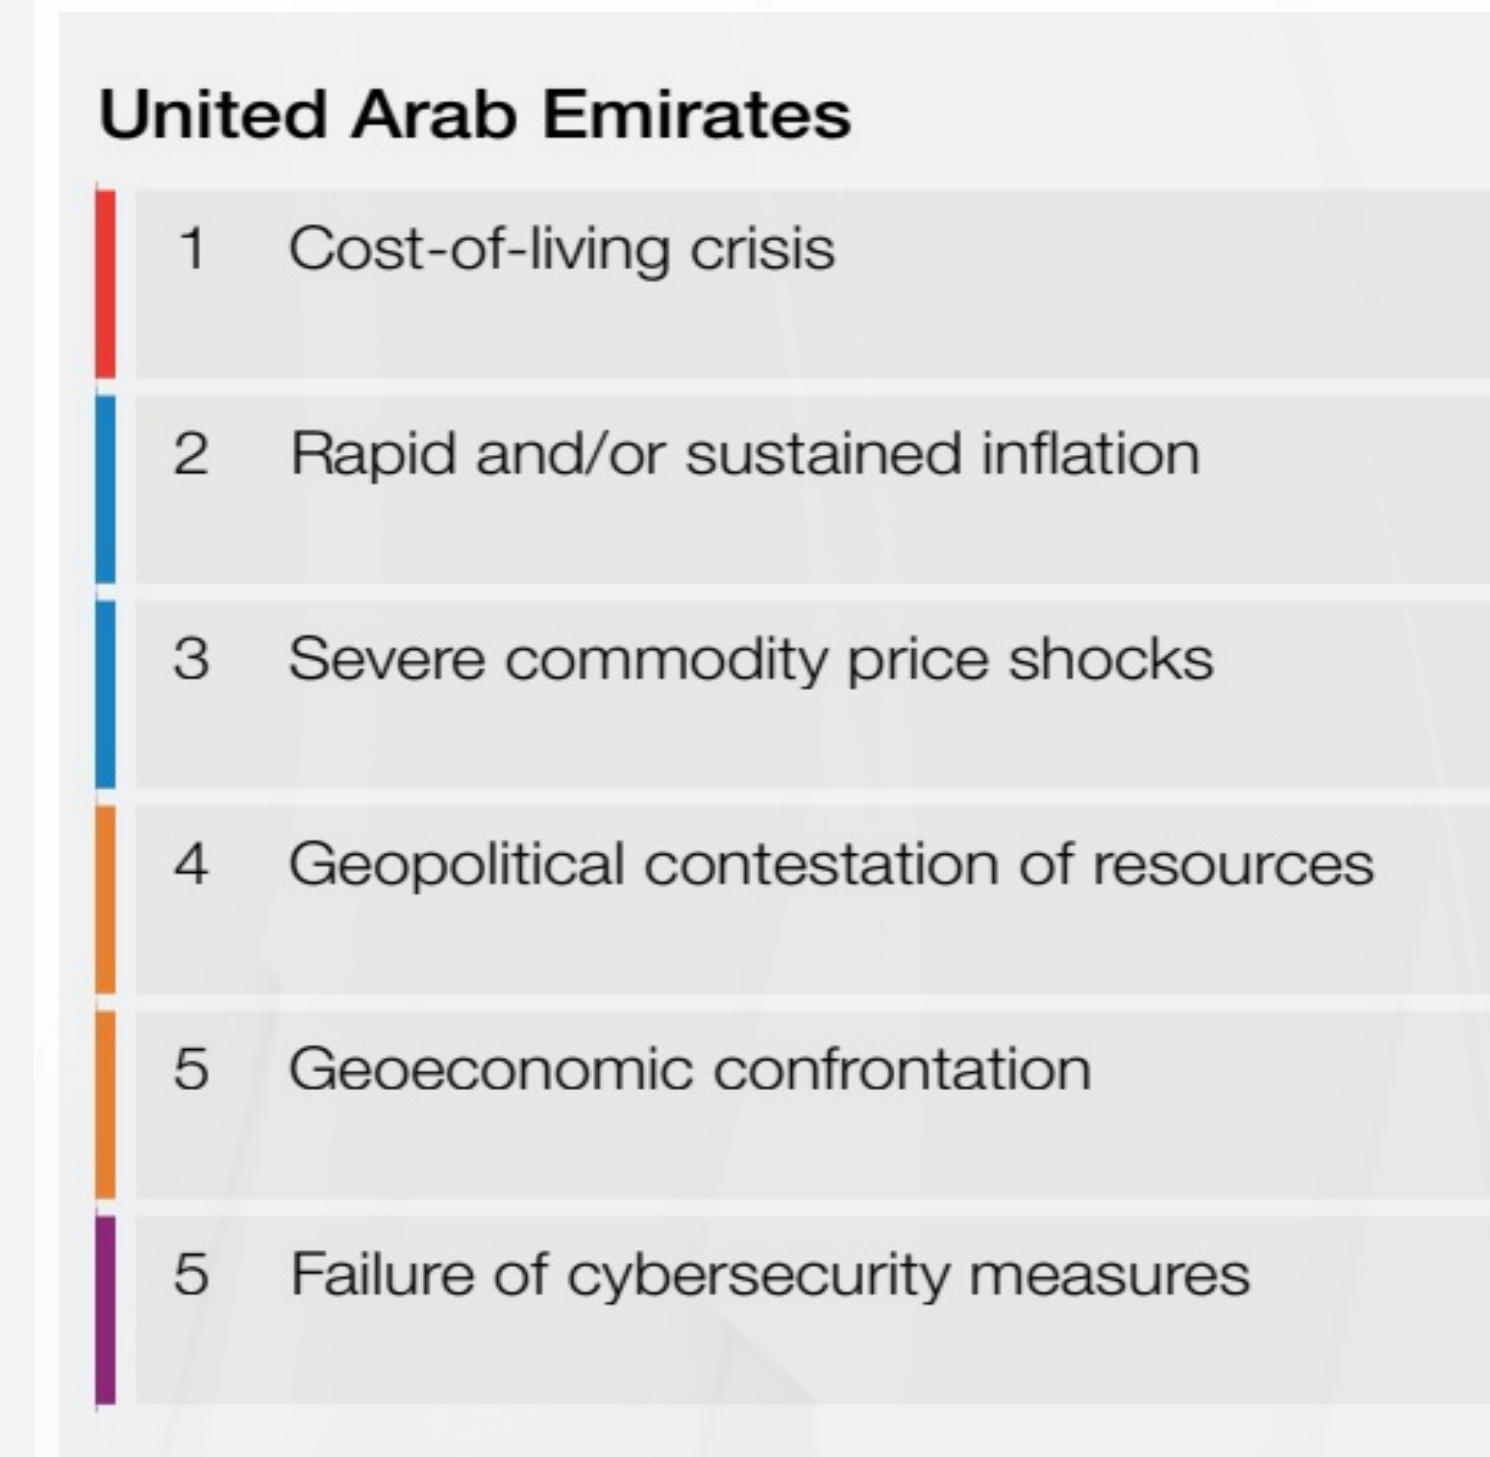 United Arab Emirates
1 Cost-of-living crisis
2 Rapid and/or sustained inflation
3 Severe commodity price shocks
4 Geopolitical contestation of resources
5 Geoeconomic confrontation
5 Failure of cybersecurity measures